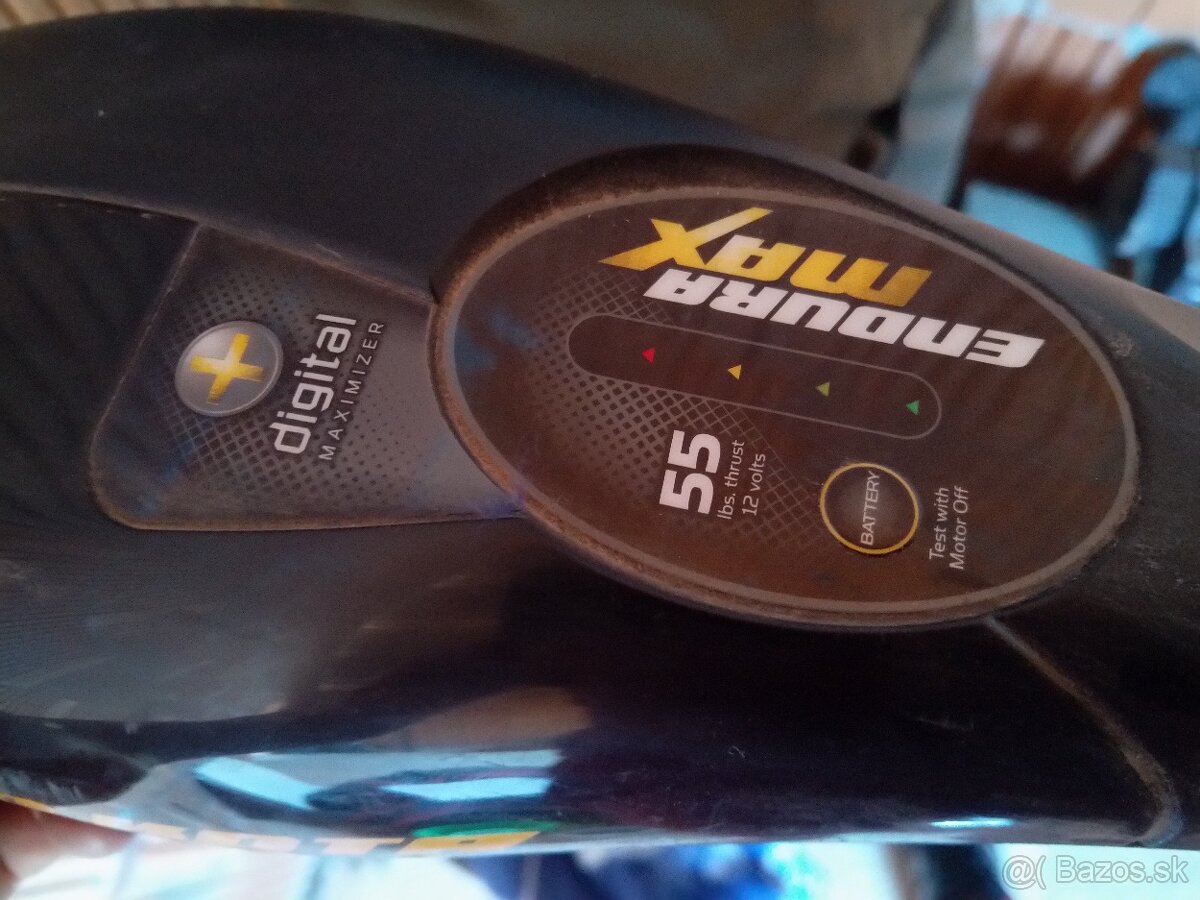 ENDURA
MAX
55
lbs. thrust
12 volts
BATTERY
Test with
Motor Off
digital
MAXIMIZER
@( Bazos.sk